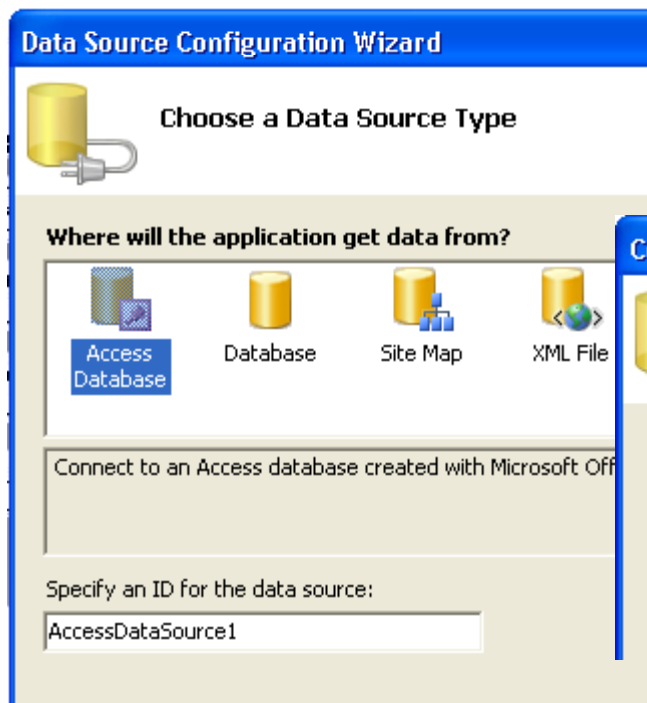 Data Source Configuration Wizard
Choose a Data Source Type
Where will the application get data from?
C
Access
Database
Database
Site Map
XML File
Connect to an Access database created with Microsoft Off
Specify an ID for the data source:
AccessDataSource1